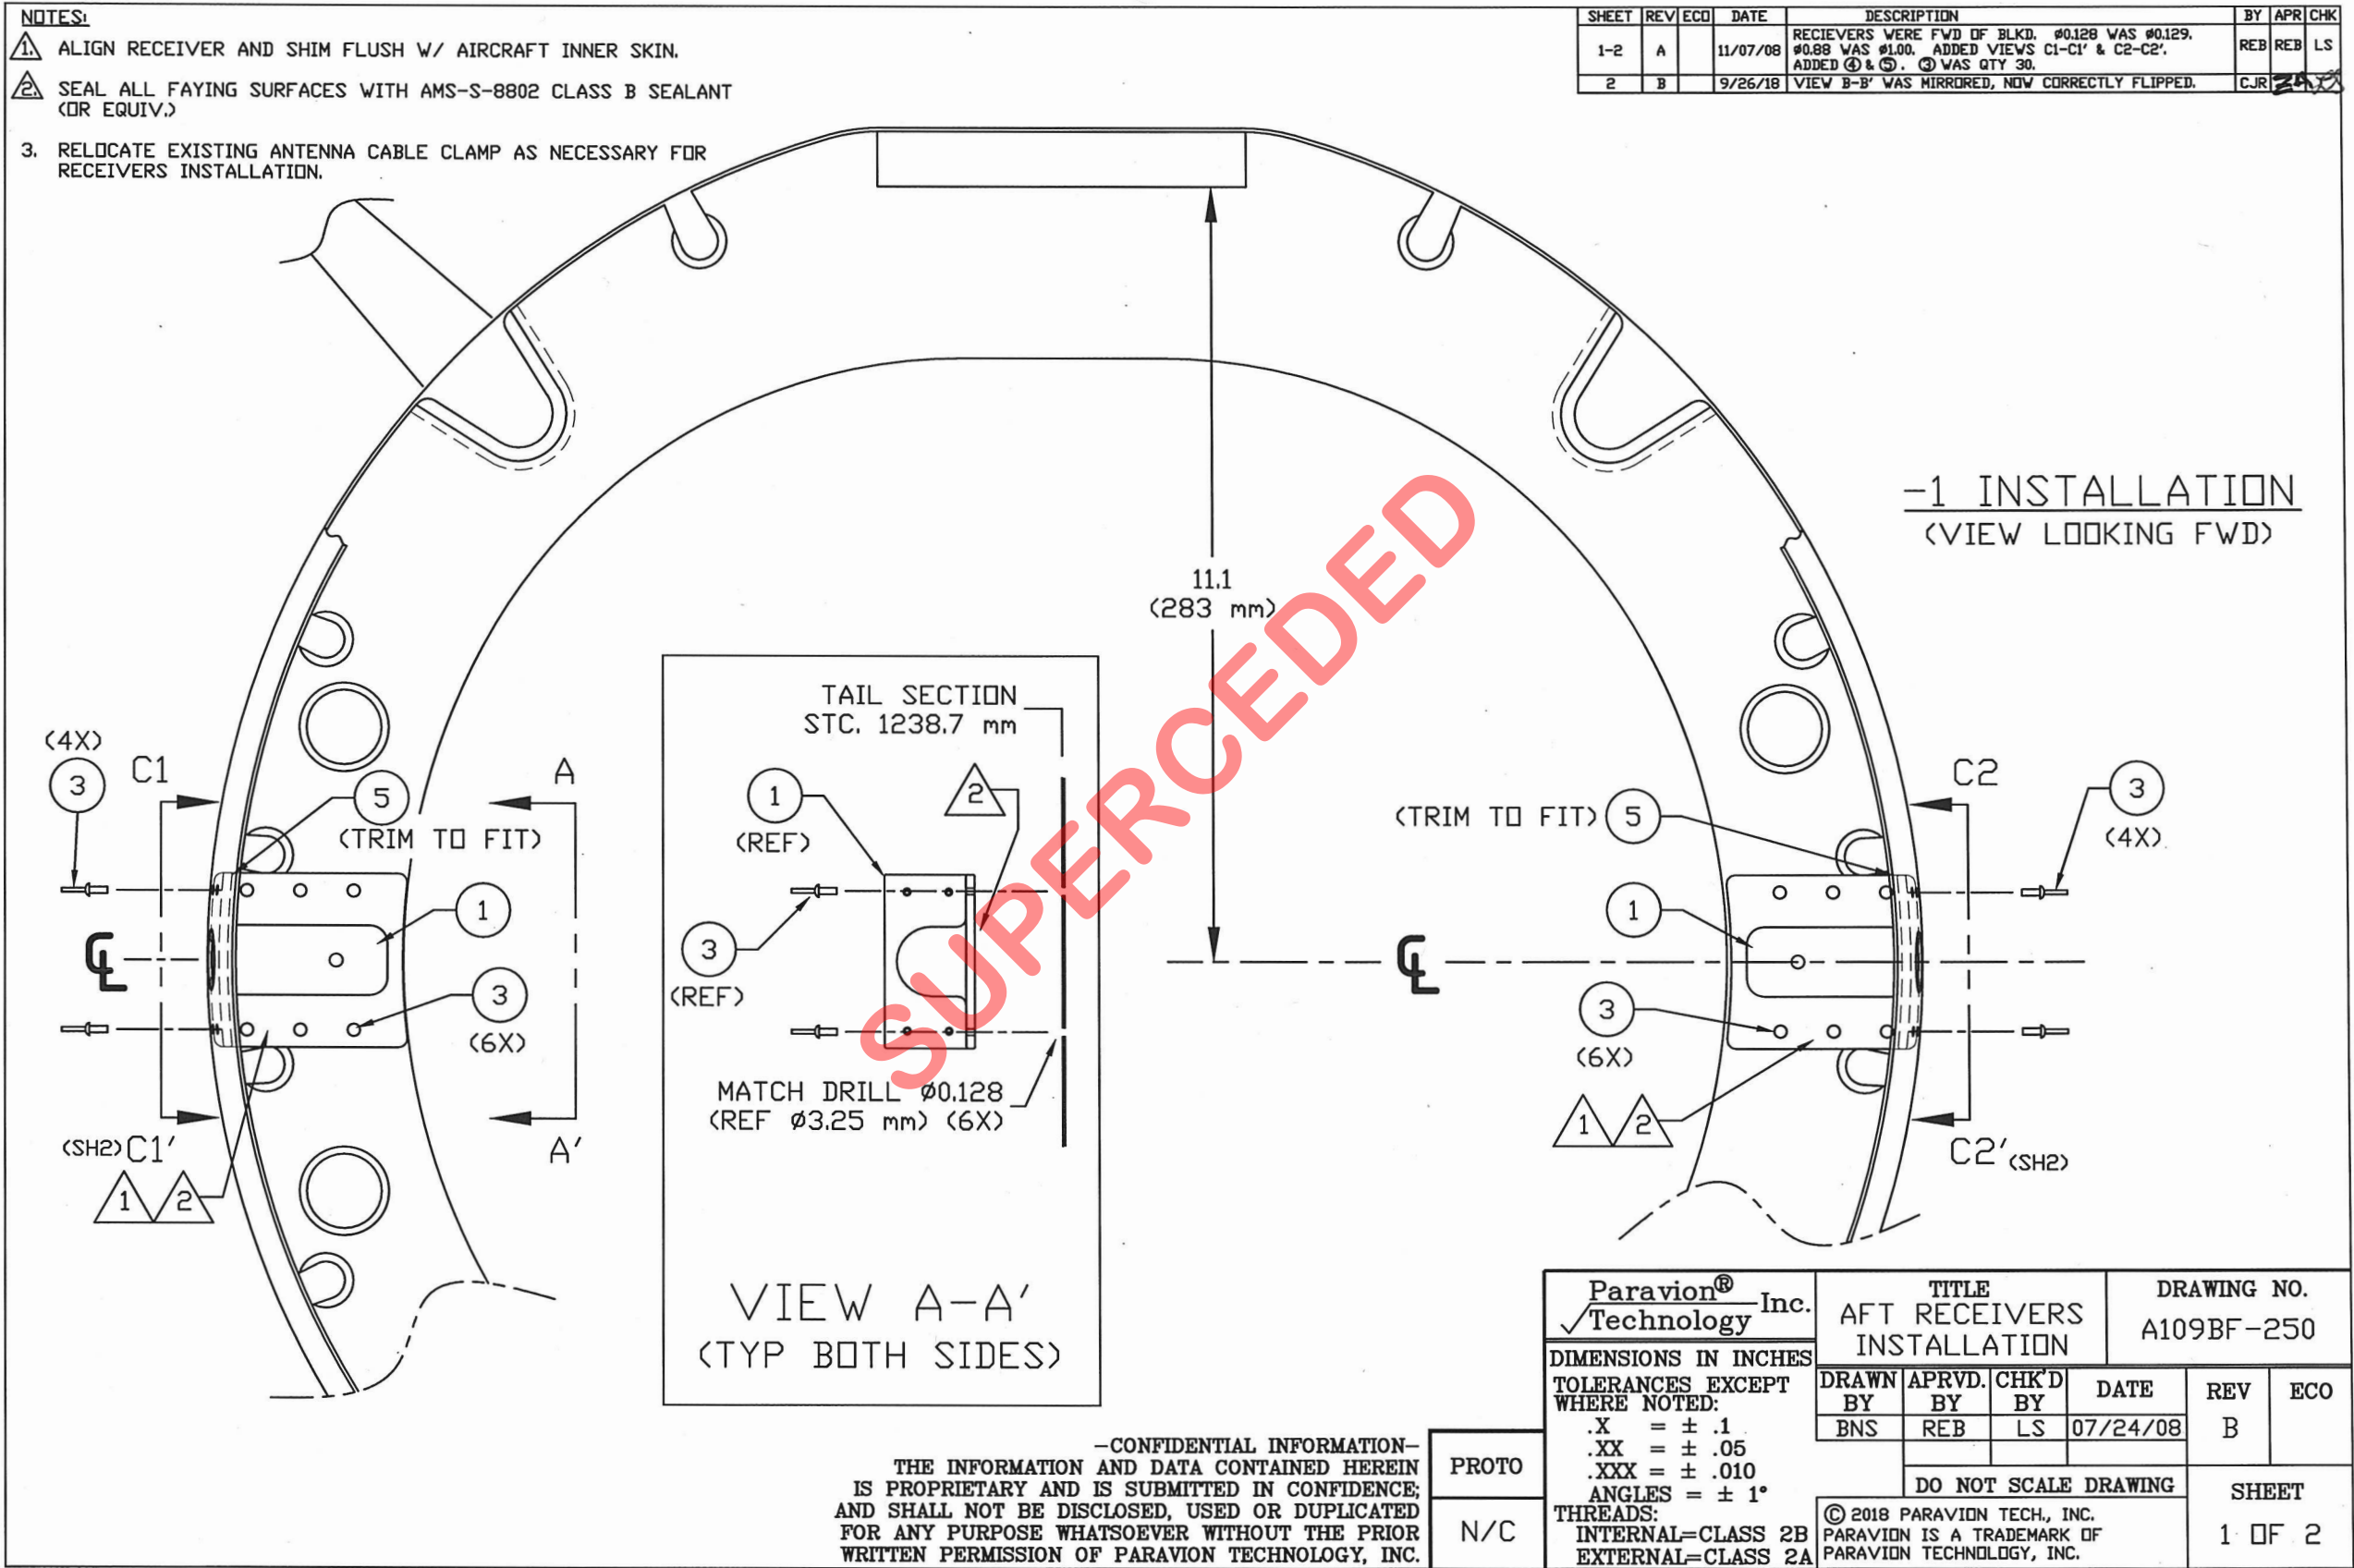 NOTES:
1. ALIGN RECEIVER AND SHIM FLUSH W/ AIRCRAFT INNER SKIN.
2. SEAL ALL FAYING SURFACES WITH AMS-S-8802 CLASS B SEALANT
(OR EQUIV.)
3. RELOCATE EXISTING ANTENNA CABLE CLAMP AS NECESSARY FOR
RECEIVERS INSTALLATION.
SHEET REV ECO DATE DESCRIPTION BY APR CHK
1-2 A 11/07/08 RECIEVERS WERE FWD OF BLKD. Ø0.128 WAS Ø0.129.
Ø0.88 WAS Ø1.00. ADDED VIEWS C1-C1' & C2-C2'.
ADDED ④ & ⑤. ③ WAS QTY 30. REB REB LS
2 B 9/26/18 VIEW B-B' WAS MIRRORED, NOW CORRECTLY FLIPPED. CJR
-1 INSTALLATION
(VIEW LOOKING FWD)
11.1
(283 mm)
SUPERCEDED
(4X)
3
C1
5
(TRIM TO FIT)
A
1
CL
3
(6X)
(SH2) C1'
1 2
A'
TAIL SECTION
STC. 1238.7 mm
1
(REF)
2
3
(REF)
MATCH DRILL Ø0.128
(REF Ø3.25 mm) (6X)
VIEW A-A'
(TYP BOTH SIDES)
C2
(TRIM TO FIT) 5
3
(4X)
1
CL
3
(6X)
1 2
C2' (SH2)
-CONFIDENTIAL INFORMATION-
THE INFORMATION AND DATA CONTAINED HEREIN
IS PROPRIETARY AND IS SUBMITTED IN CONFIDENCE;
AND SHALL NOT BE DISCLOSED, USED OR DUPLICATED
FOR ANY PURPOSE WHATSOEVER WITHOUT THE PRIOR
WRITTEN PERMISSION OF PARAVION TECHNOLOGY, INC.
PROTO
N/C
Paravion® Technology Inc.
DIMENSIONS IN INCHES
TOLERANCES EXCEPT
WHERE NOTED:
.X = ± .1
.XX = ± .05
.XXX = ± .010
ANGLES = ± 1°
THREADS:
INTERNAL=CLASS 2B
EXTERNAL=CLASS 2A
TITLE
AFT RECEIVERS
INSTALLATION
DRAWING NO.
A109BF-250
DRAWN BY APRVD. BY CHK'D BY DATE REV ECO
BNS REB LS 07/24/08 B
DO NOT SCALE DRAWING
© 2018 PARAVION TECH., INC.
PARAVION IS A TRADEMARK OF
PARAVION TECHNOLOGY, INC.
SHEET
1 OF 2